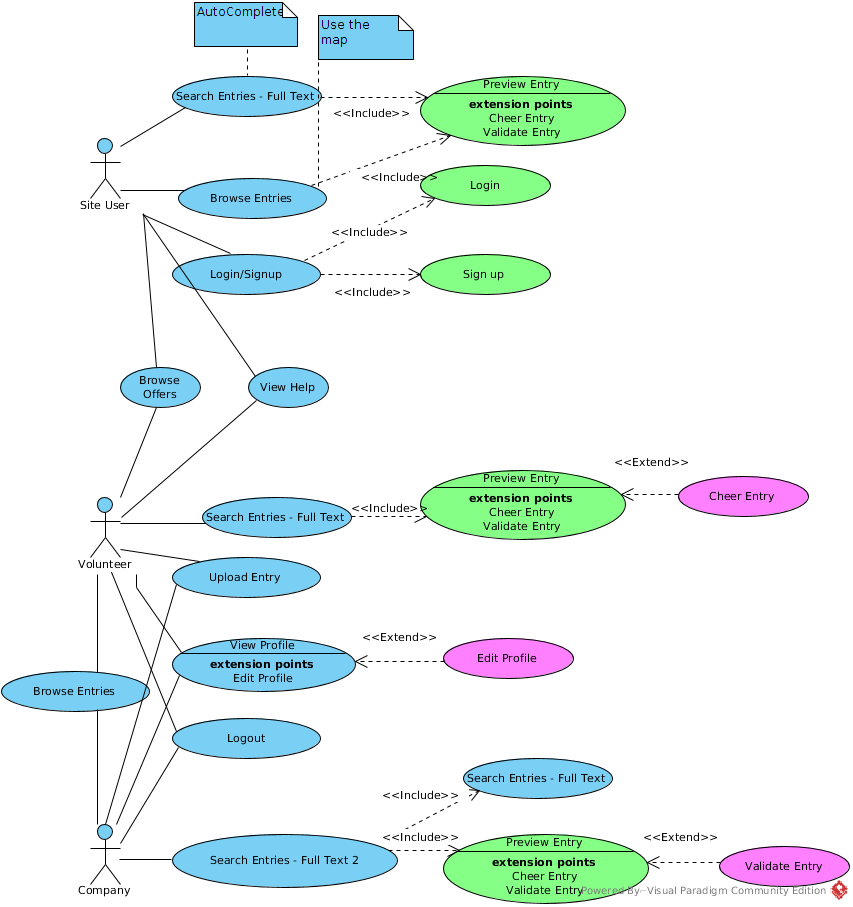 AutoComplete
Use the
map
Search Entries - Full Text
Preview Entry
extension points
Cheer Entry
Validate Entry
<<Include>>
Site User
Browse Entries
<<Include>>
Login
<<Include>>
Login/Signup
Sign up
<<Include>>
Browse
Offers
View Help
<<Extend>>
Preview Entry
extension points
Cheer Entry
Validate Entry
Cheer Entry
<<Include>>
Search Entries - Full Text
Volunteer
Upload Entry
<<Extend>>
View Profile
extension points
Edit Profile
Edit Profile
Browse Entries
Logout
Search Entries - Full Text
<<Include>>
<<Include>>
<<Extend>>
Preview Entry
extension points
Cheer Entry
Validate Entry
Search Entries - Full Text 2
Validate Entry
Company
Powered By Visual Paradigm Community Edition